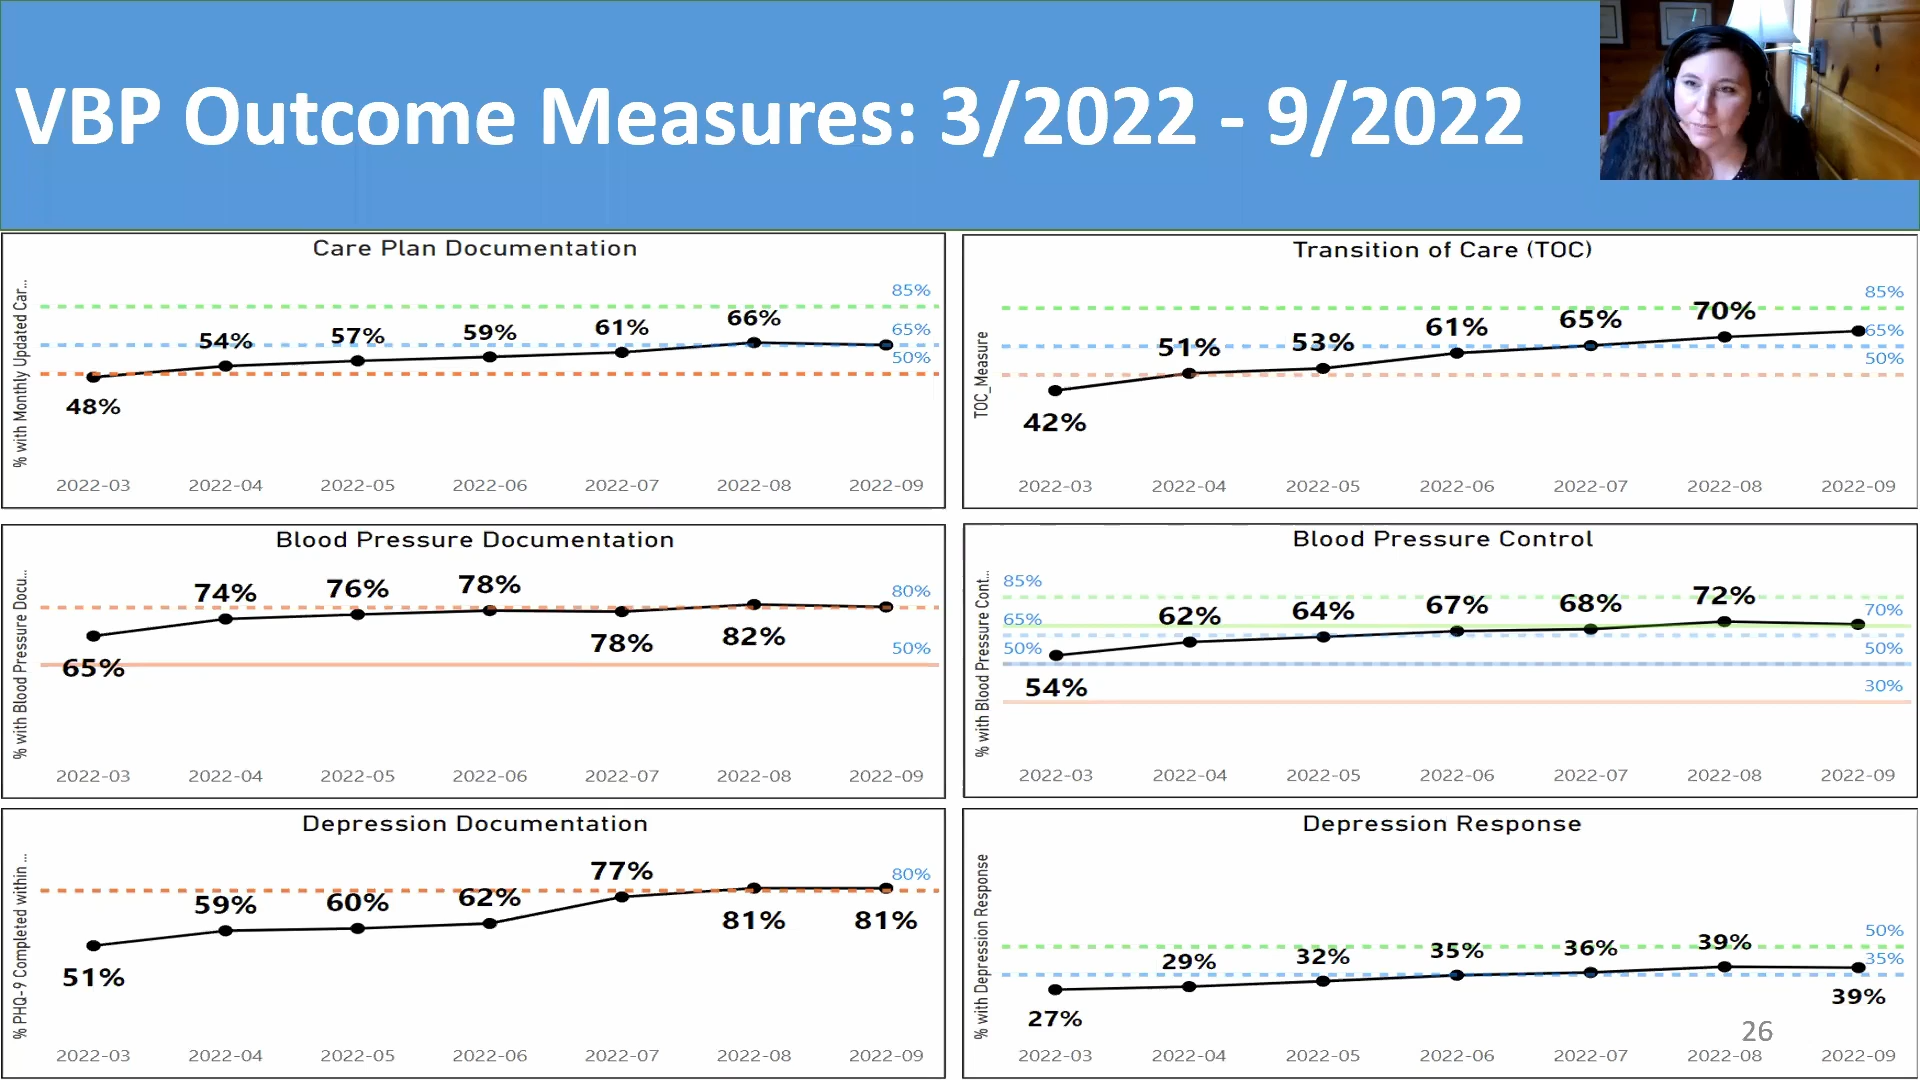 VBP Outcome Measures: 3/2022 - 9/2022
Care Plan Documentation
% with Monthly Updated Car...
85%
65%
50%
48%
54%
57%
59%
61%
66%
2022-03 2022-04 2022-05 2022-06 2022-07 2022-08 2022-09
Transition of Care (TOC)
TOC_Measure
85%
65%
50%
42%
51%
53%
61%
65%
70%
2022-03 2022-04 2022-05 2022-06 2022-07 2022-08 2022-09
Blood Pressure Documentation
% with Blood Pressure Docu...
80%
50%
65%
74%
76%
78%
78%
82%
2022-03 2022-04 2022-05 2022-06 2022-07 2022-08 2022-09
Blood Pressure Control
% with Blood Pressure Cont...
85%
65%
50%
70%
50%
30%
54%
62%
64%
67%
68%
72%
2022-03 2022-04 2022-05 2022-06 2022-07 2022-08 2022-09
Depression Documentation
% PHQ-9 Completed within ...
80%
51%
59%
60%
62%
77%
81%
81%
2022-03 2022-04 2022-05 2022-06 2022-07 2022-08 2022-09
Depression Response
% with Depression Response
50%
35%
27%
29%
32%
35%
36%
39%
39%
26
2022-03 2022-04 2022-05 2022-06 2022-07 2022-08 2022-09